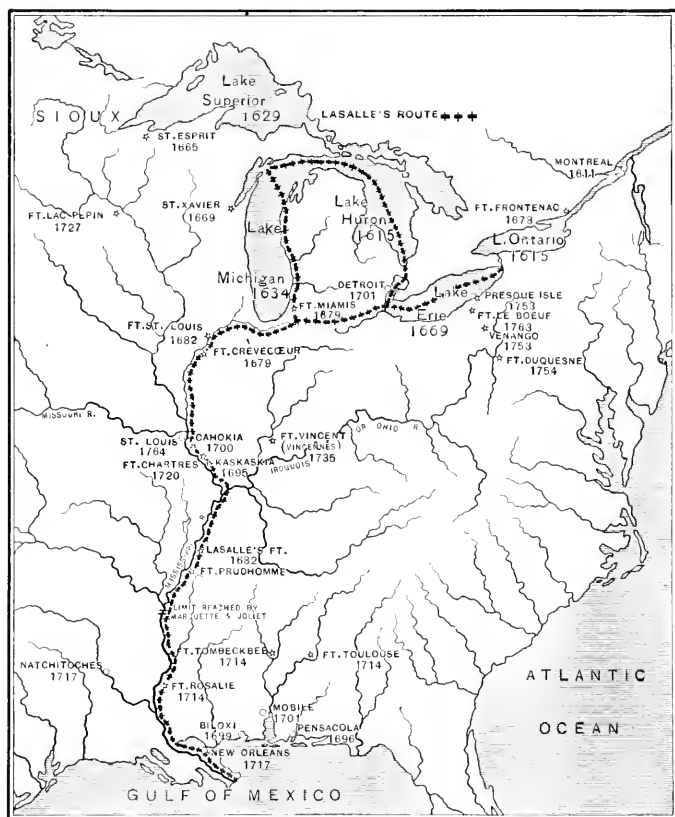 Lake
Superior
1629
SIOUX
LASALLE'S ROUTE
ST. ESPRIT
1665
MONTREAL
1611
ST. XAVIER
1669
FT. LAC PEPIN
1727
Lake
Huron
1615
FT. FRONTENAC
1673
L. Ontario
1615
Lake
Michigan
1634
DETROIT
1701
FT. MIAMIS
1679
Lake
Erie
1669
PRESQUE ISLE
1753
FT. LE BOEUF
1763
VENANGO
1753
FT. DUQUESNE
1754
FT. ST. LOUIS
1682
FT. CRÉVECŒUR
1679
MISSOURI R.
ST. LOUIS
1764
CAHOKIA
1700
FT. VINCENT
(VINCENNES)
1735
IROQUOIS
OR OHIO R.
FT. CHARTRES
1720
KASKASKIA
1695
MISSISSIPPI R.
LASALLE'S FT.
1682
FT. PRUDHOMME
LIMIT REACHED BY
MARQUETTE & JOLIET
FT. TOMBECKBEE
1714
FT. TOULOUSE
1714
NATCHITOCHES
1717
FT. ROSALIE
1714
MOBILE
1701
BILOXI
1699
PENSACOLA
1696
NEW ORLEANS
1717
ATLANTIC
OCEAN
GULF OF MEXICO